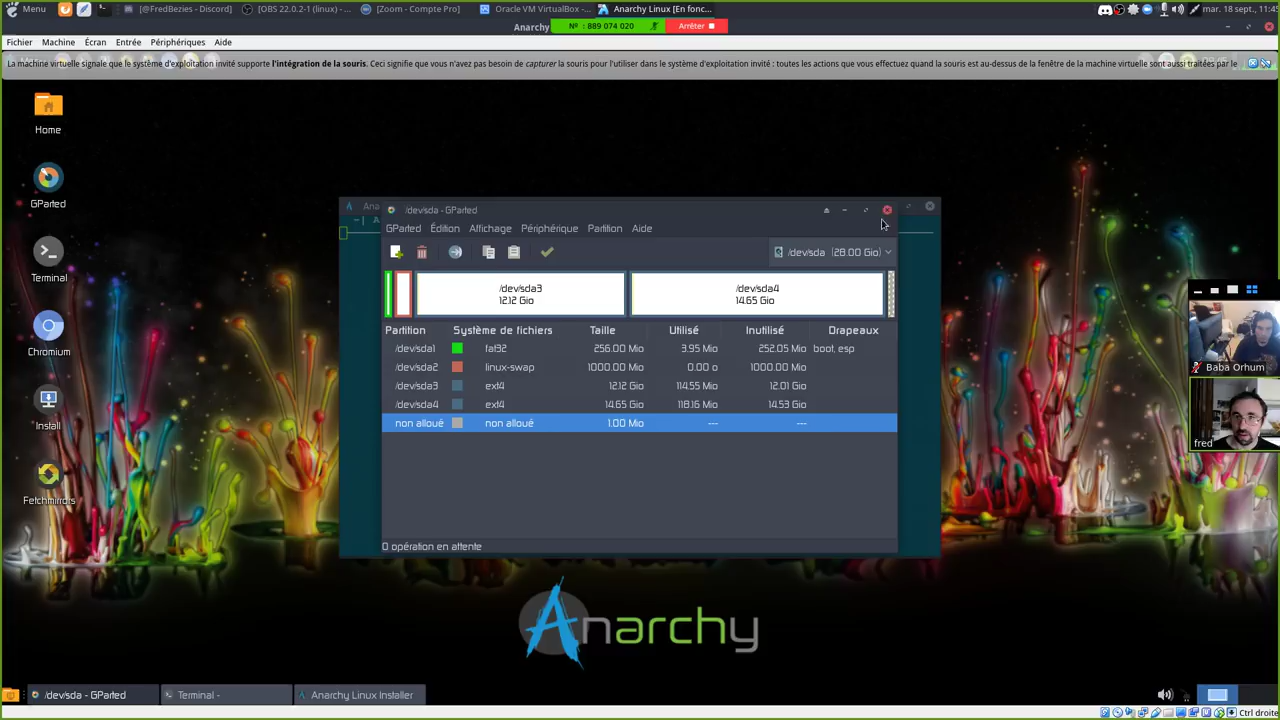 Menu
[@FredBezies - Discord]
[OBS 22.0.2-1 (linux) - ...
[Zoom - Compte Pro]
Oracle VM VirtualBox -...
Anarchy Linux [En fonc...
mar. 18 sept., 11:4
Anarchy
N° : 889 074 020
Arrêter
Fichier Machine Écran Entrée Périphériques Aide
La machine virtuelle signale que le système d'exploitation invité supporte l'intégration de la souris. Ceci signifie que vous n'avez pas besoin de capturer la souris pour l'utiliser dans le système d'exploitation invité : toutes les actions que vous effectuez quand la souris est au-dessus de la fenêtre de la machine virtuelle sont aussi traitées par le
Home
GParted
Terminal
Chromium
Install
Fetchmirrors
Ana
/dev/sda - GParted
GParted Édition Affichage Périphérique Partition Aide
/dev/sda (28.00 Gio)
/dev/sda3
12.12 Gio
/dev/sda4
14.65 Gio
Partition Système de fichiers Taille Utilisé Inutilisé Drapeaux
/dev/sda1 fat32 256.00 Mio 3.95 Mio 252.05 Mio boot, esp
/dev/sda2 linux-swap 1000.00 Mio 0.00 o 1000.00 Mio
/dev/sda3 ext4 12.12 Gio 114.55 Mio 12.01 Gio
/dev/sda4 ext4 14.65 Gio 118.16 Mio 14.53 Gio
non alloué non alloué 1.00 Mio --- ---
0 opération en attente
Baba Orhum
fred
Anarchy
/dev/sda - GParted
Terminal -
Anarchy Linux Installer
Ctrl droite